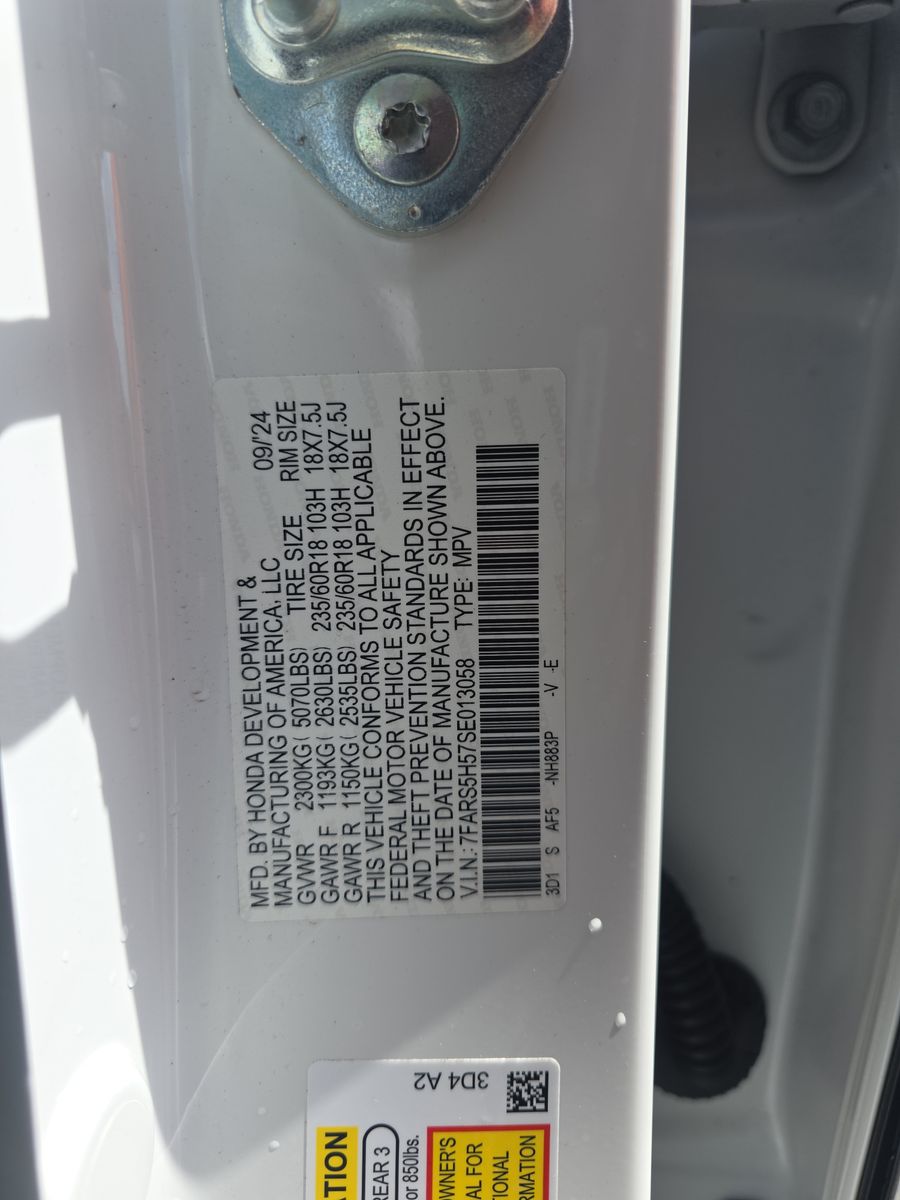 MFD. BY HONDA DEVELOPMENT &
MANUFACTURING OF AMERICA, LLC 09/'24
GVWR 2300KG( 5070LBS) TIRE SIZE RIM SIZE
GAWR F 1193KG( 2630LBS) 235/60R18 103H 18X7.5J
GAWR R 1150KG( 2535LBS) 235/60R18 103H 18X7.5J
THIS VEHICLE CONFORMS TO ALL APPLICABLE
FEDERAL MOTOR VEHICLE SAFETY
AND THEFT PREVENTION STANDARDS IN EFFECT
ON THE DATE OF MANUFACTURE SHOWN ABOVE.
V.I.N.: 7FARS5H57SE013058 TYPE: MPV
3D1 S AF5 -NH883P -V -E
3D4 A2
ATION
REAR 3
or 850lbs.
OWNER'S
AL FOR
TIONAL
RMATION